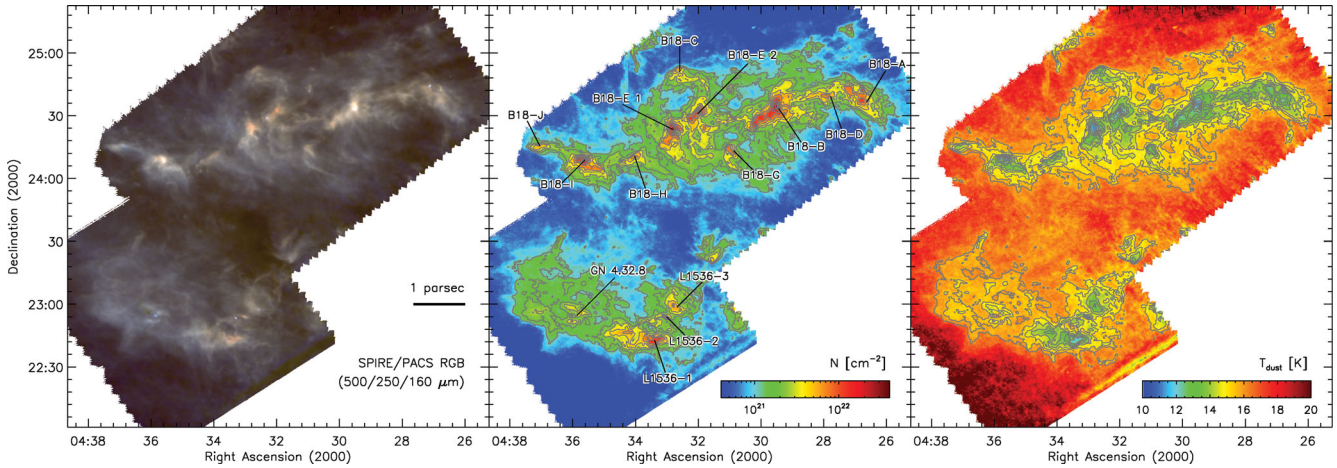 25:00
30
24:00
30
23:00
22:30
Declination (2000)
1 parsec
SPIRE/PACS RGB
(500/250/160 μm)
04:38
36
34
32
30
28
26
Right Ascension (2000)
B18-C
B18-E 2
B18-A
B18-E 1
B18-J
B18-D
B18-B
B18-G
B18-I
B18-H
GN 4.32.8
L1536-3
L1536-2
L1536-1
N [cm⁻²]
10²¹
10²²
36
34
32
30
28
26
Right Ascension (2000)
T_dust [K]
10
12
14
16
18
20
36
34
32
30
28
26
Right Ascension (2000)